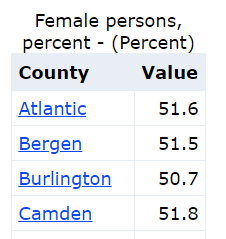 Female persons,
percent - (Percent)
County Value
Atlantic 51.6
Bergen 51.5
Burlington 50.7
Camden 51.8